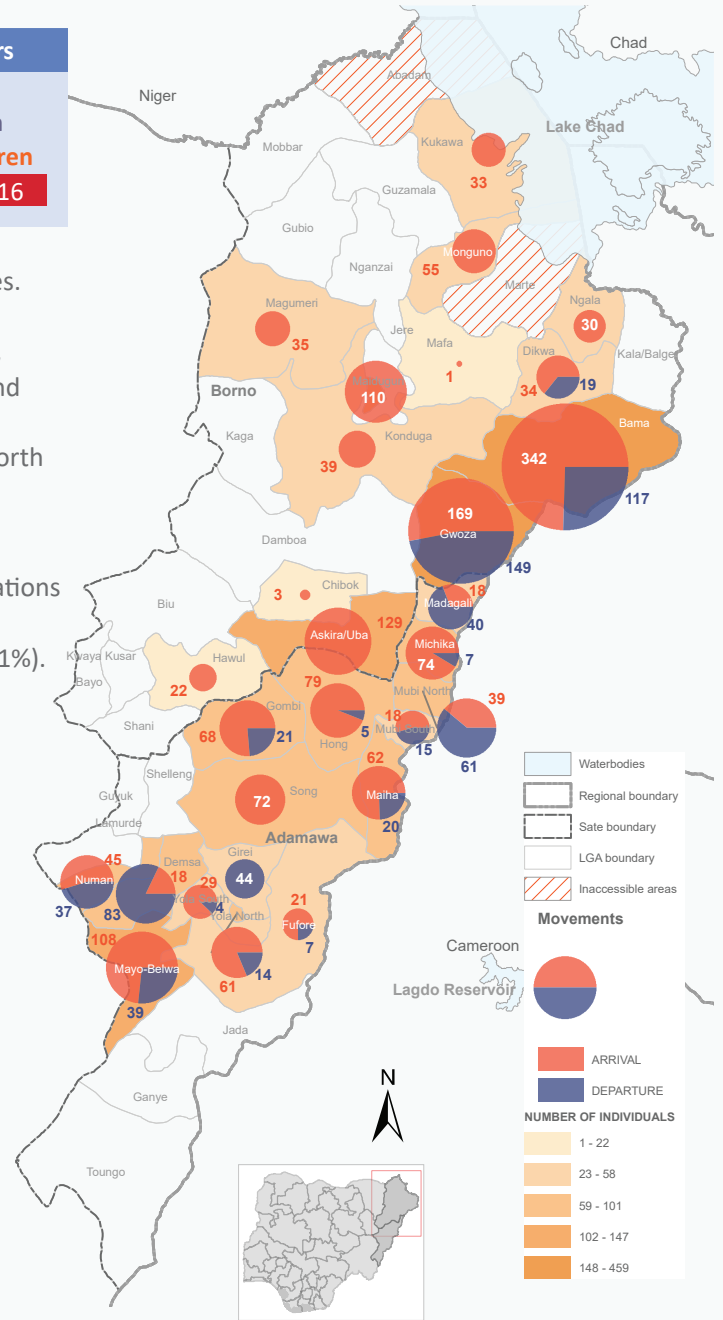 rs
ren
16
es.
nd
orth
ations
1%).
Chad
Niger
Abadam
Lake Chad
Kukawa
Mobbar
33
Guzamala
Gubio
Monguno
Nganzai
55
Marte
Magumeri
Ngala
Jere
30
35
Mafa
Dikwa
Kala/Balge
1
34
19
Borno
110
Bama
Kaga
Konduga
39
342
117
169
Gwoza
Damboa
149
3
Chibok
18
Biu
Madagali
129
40
Askira/Uba
Michika
Kwaya Kusar
Hawul
74
7
Bayo
79
22
Mubi North
39
Shani
Gombi
18
68
21
5
Mubi South
Hong
15
61
62
Shelleng
Song
Maiha
Guyuk
72
Lamurde
20
Adamawa
45
Demsa
Girei
Numan
18
29
44
37
83
Yola South
4
21
Yola North
108
Fufore
7
Mayo-Belwa
14
61
39
Jada
Ganye
Toungo
N
Cameroon
Lagdo Reservoir
Waterbodies
Regional boundary
Sate boundary
LGA boundary
Inaccessible areas
Movements
ARRIVAL
DEPARTURE
NUMBER OF INDIVIDUALS
1 - 22
23 - 58
59 - 101
102 - 147
148 - 459